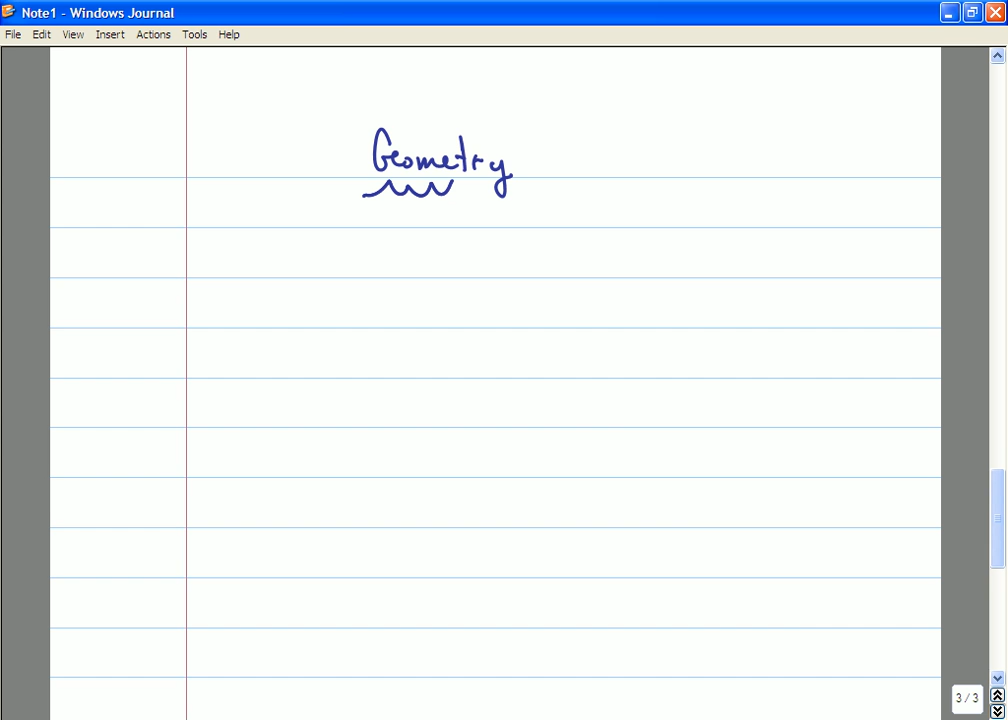 Note1 - Windows Journal
File Edit View Insert Actions Tools Help
Geometry
3/3